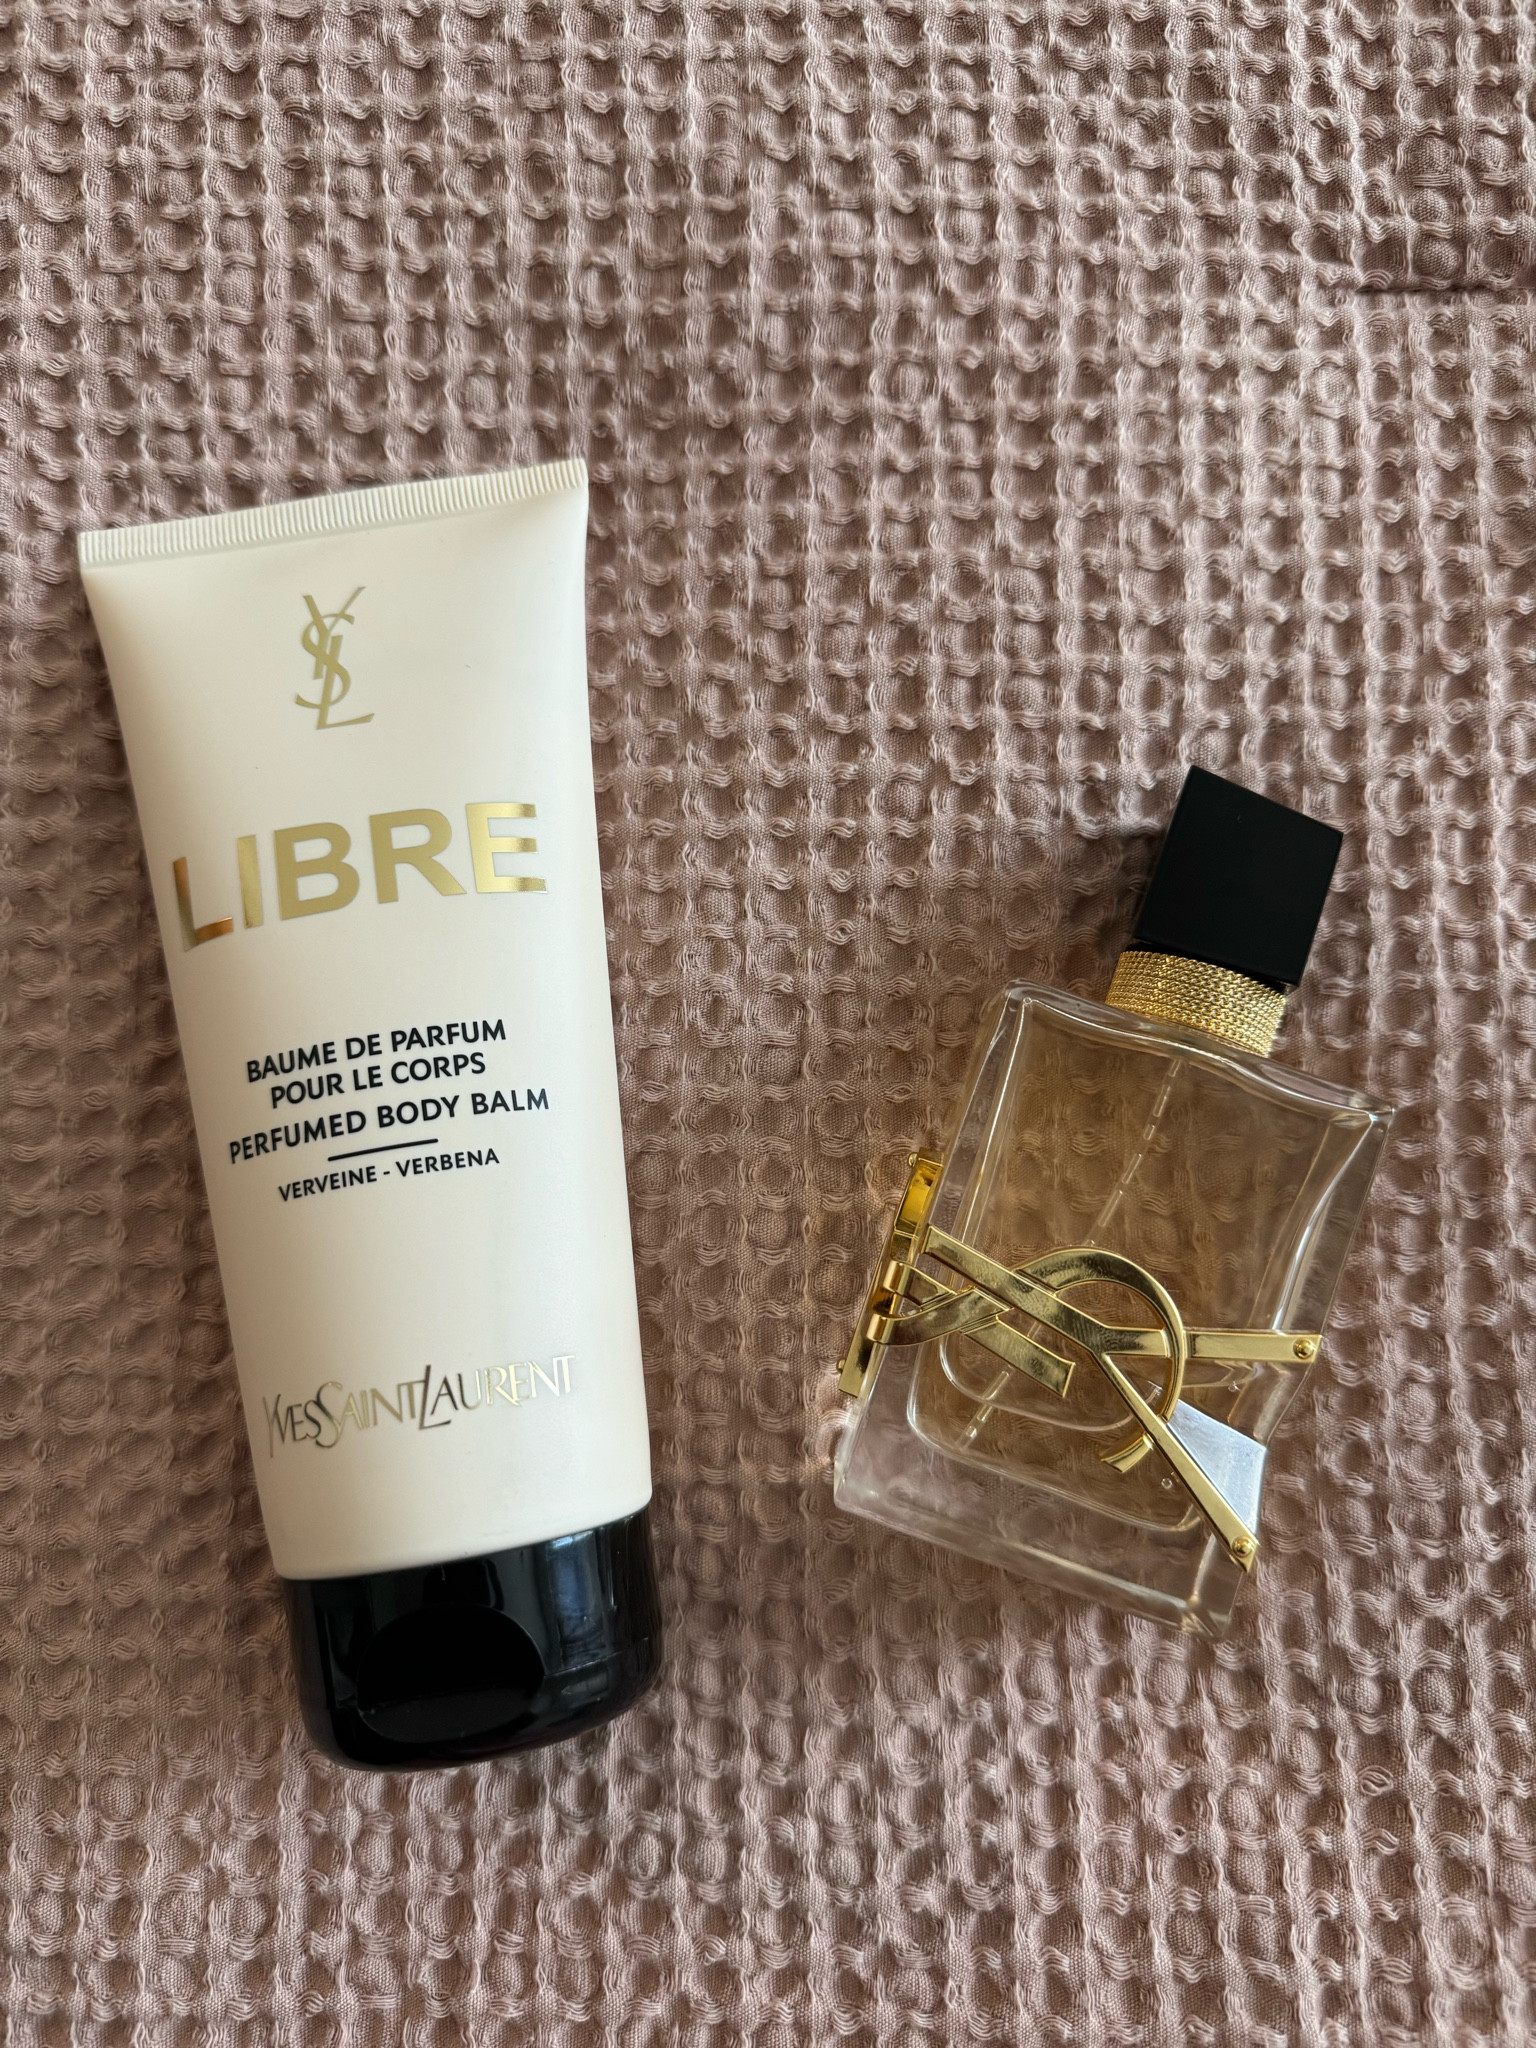 YSL
LIBRE
BAUME DE PARFUM
POUR LE CORPS
PERFUMED BODY BALM
VERVEINE - VERBENA
YVESSAINTLAURENT